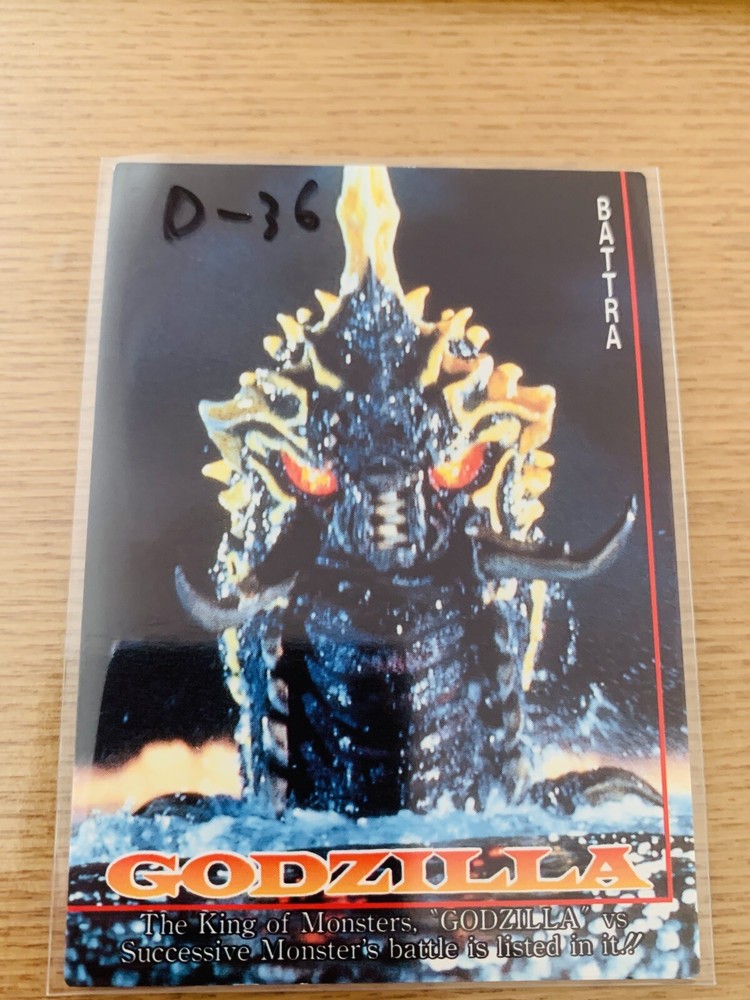 D-36
BATTRA
GODZILLA
The King of Monsters, "GODZILLA" vs
Successive Monster's battle is listed in it!!